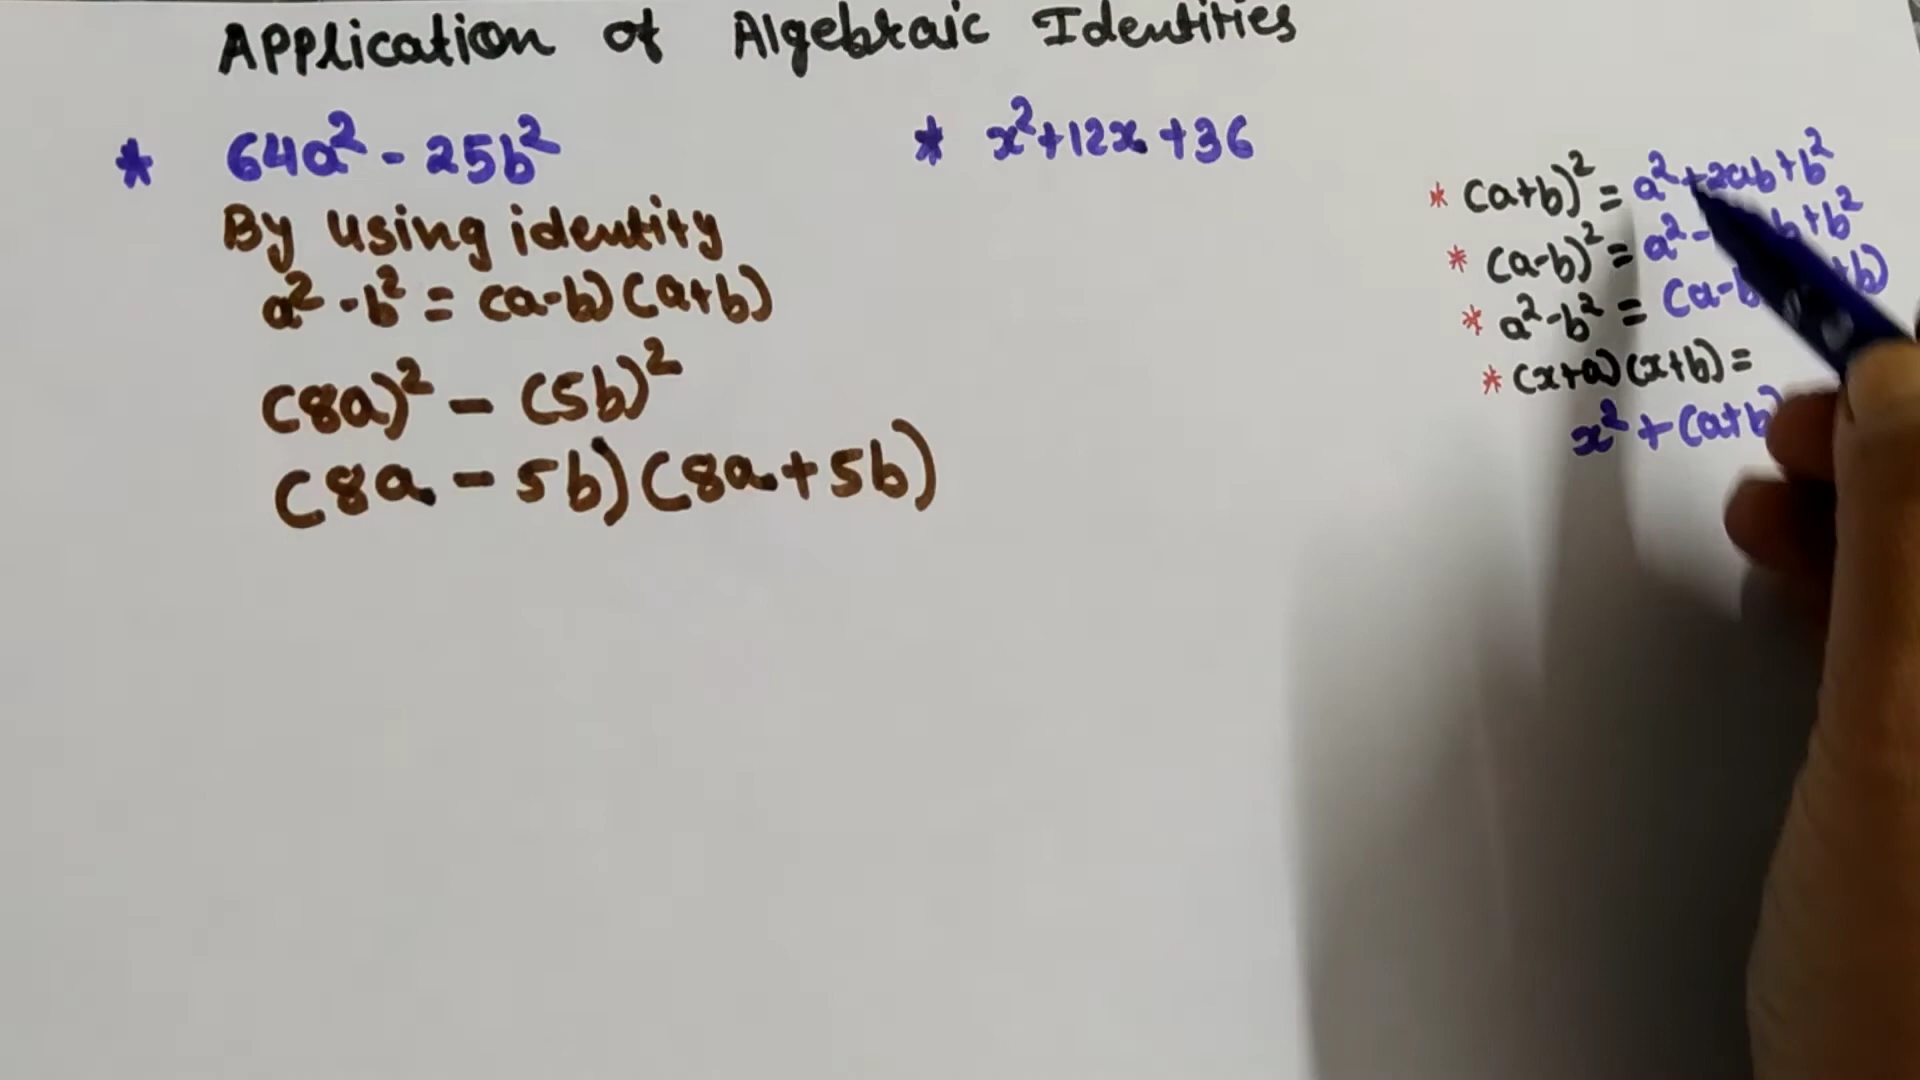 Application of Algebraic Identities
* 64a² - 25b²
By using identity
a² - b² = (a-b) (a+b)
(8a)² - (5b)²
(8a - 5b) (8a + 5b)
* x² + 12x + 36
* (a+b)² = a² + 2ab + b²
* (a-b)² = a² - b + b²
* a² - b² = (a-b b)
* (x+a) (x+b) =
x² + (a+b)